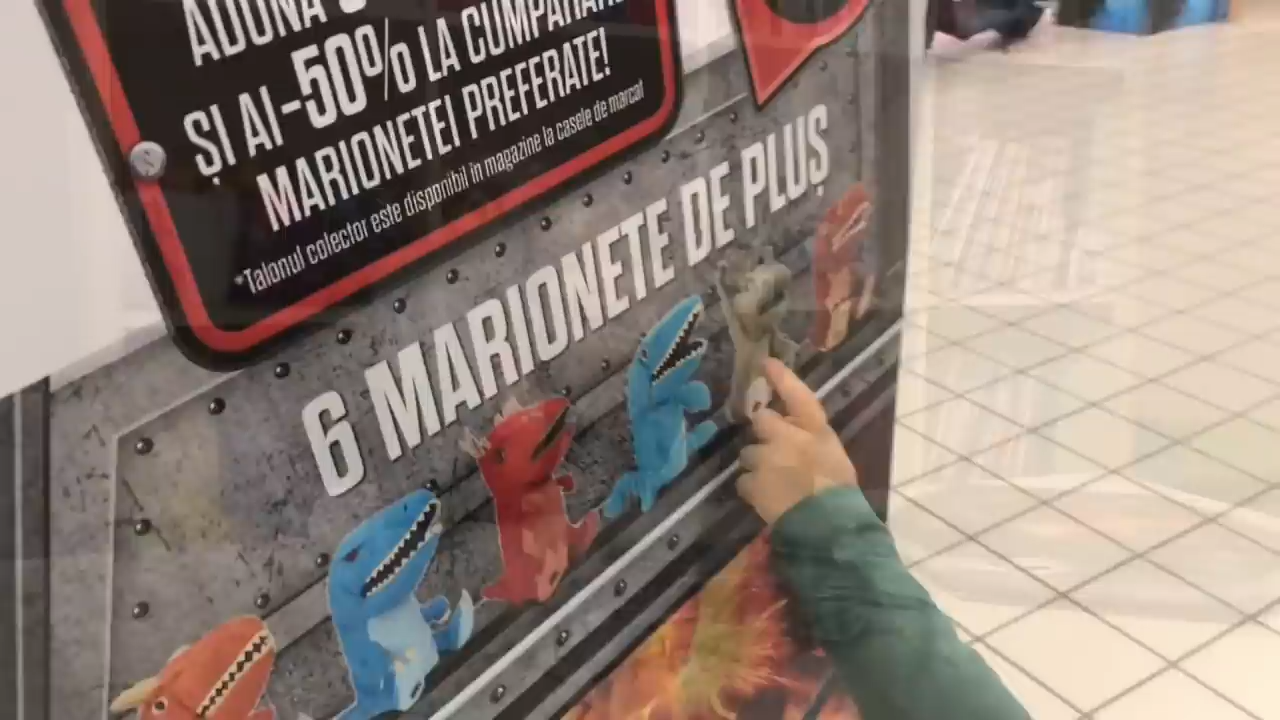 ADUNĂ
ȘI AI -50% LA CUMPĂRAREA
MARIONETEI PREFERATE!
*Talonul colector este disponibil în magazine la casele de marcat
6 MARIONETE DE PLUȘ